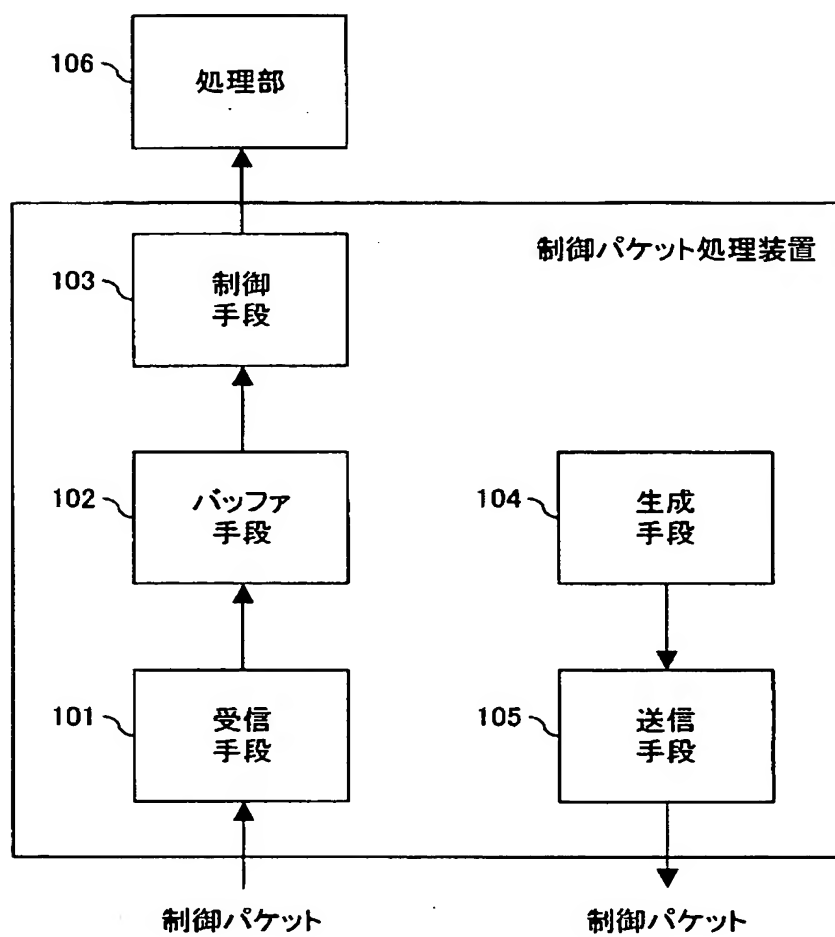 106
処理部
制御パケット処理装置
103
制御
手段
102
バッファ
手段
104
生成
手段
101
受信
手段
105
送信
手段
制御パケット
制御パケット